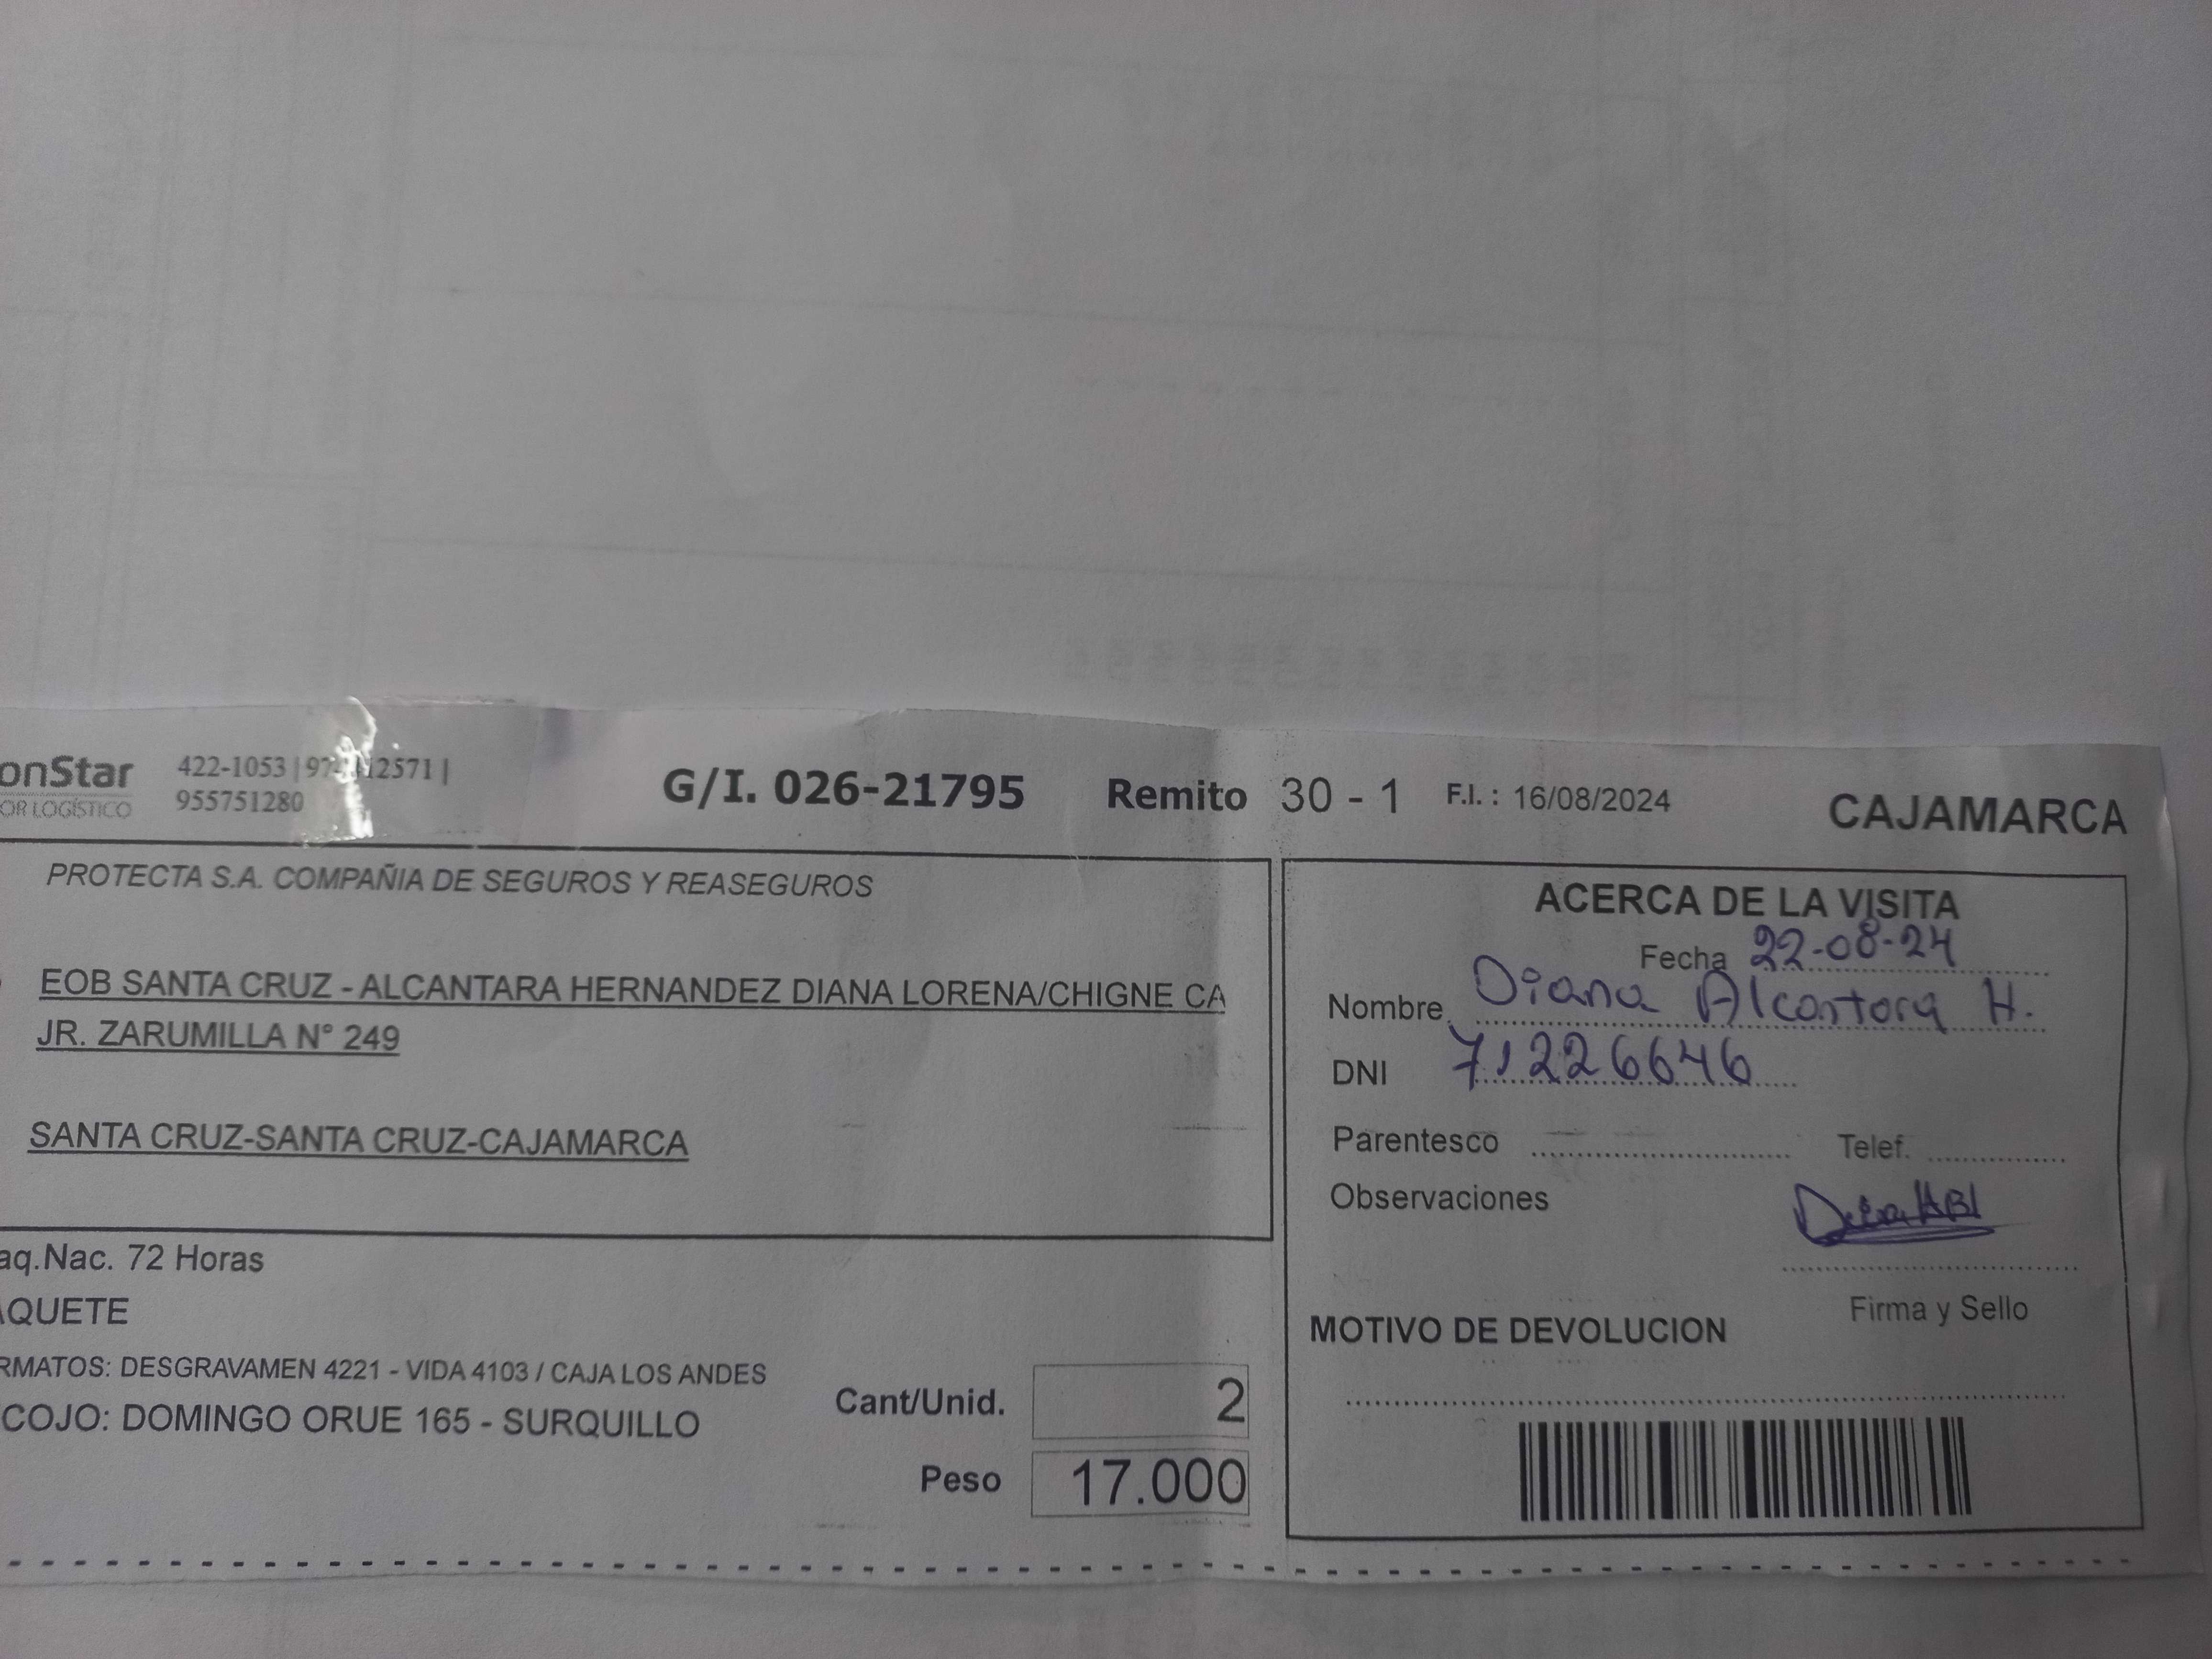 onStar
OR LOGÍSTICO
422-1053 | 12571 |
955751280
G/I. 026-21795 Remito 30 - 1 F.I. : 16/08/2024 CAJAMARCA
PROTECTA S.A. COMPAÑIA DE SEGUROS Y REASEGUROS
EOB SANTA CRUZ - ALCANTARA HERNANDEZ DIANA LORENA/CHIGNE CA
JR. ZARUMILLA N° 249
SANTA CRUZ-SANTA CRUZ-CAJAMARCA
aq.Nac. 72 Horas
AQUETE
RMATOS: DESGRAVAMEN 4221 - VIDA 4103 / CAJA LOS ANDES
COJO: DOMINGO ORUE 165 - SURQUILLO
Cant/Unid. 2
Peso 17.000
ACERCA DE LA VISITA
Fecha 22-08-24
Nombre Diana Alcantara H.
DNI 71226646
Parentesco Telef.
Observaciones
Firma y Sello
MOTIVO DE DEVOLUCION